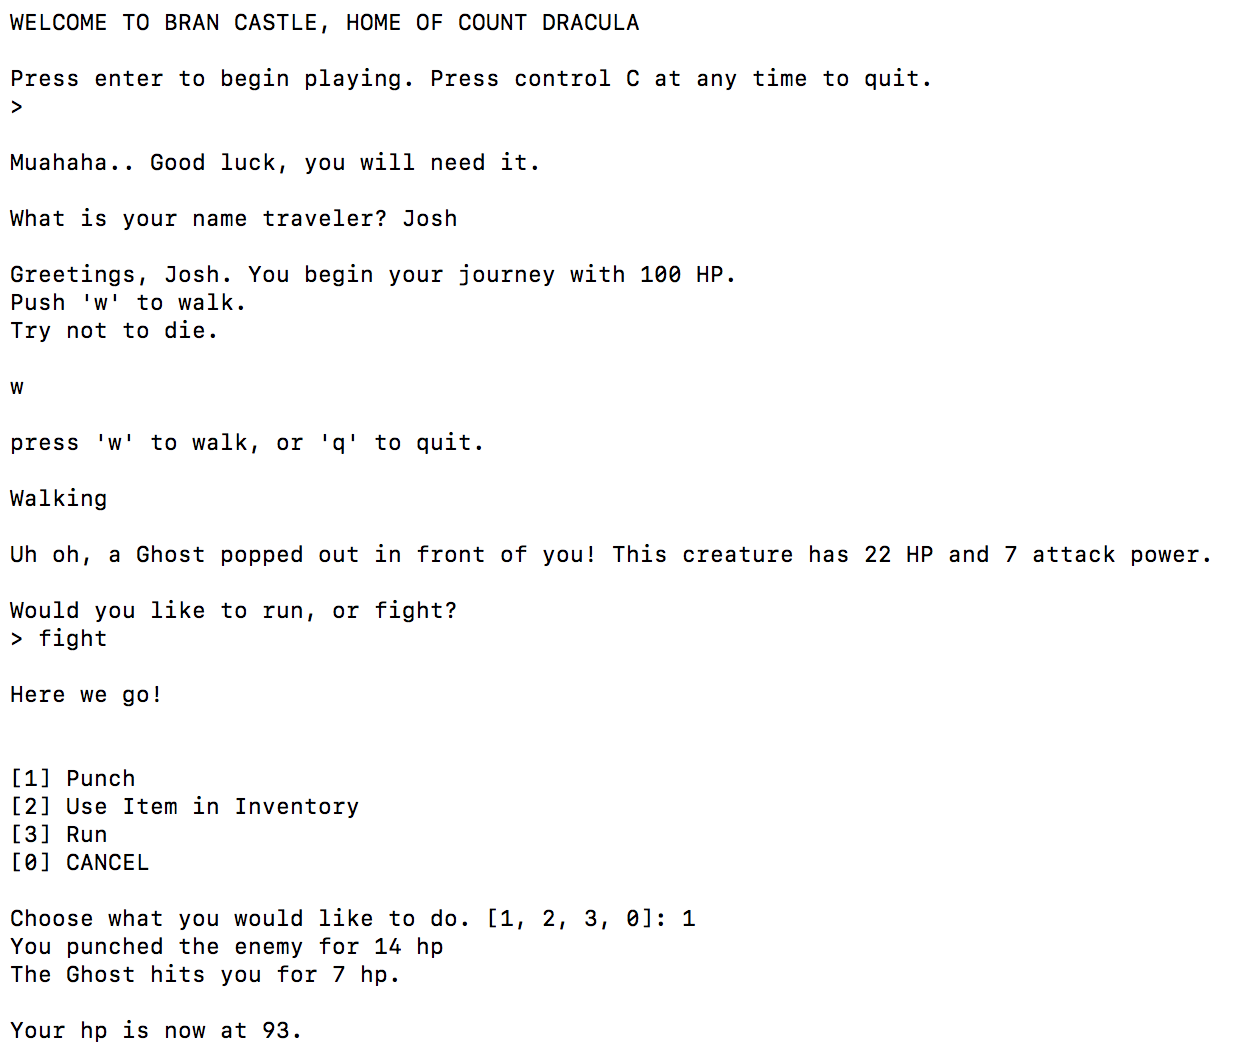 WELCOME TO BRAN CASTLE, HOME OF COUNT DRACULA
Press enter to begin playing. Press control C at any time to quit.
>
Muahaha.. Good luck, you will need it.
What is your name traveler? Josh
Greetings, Josh. You begin your journey with 100 HP.
Push 'w' to walk.
Try not to die.
w
press 'w' to walk, or 'q' to quit.
Walking
Uh oh, a Ghost popped out in front of you! This creature has 22 HP and 7 attack power.
Would you like to run, or fight?
> fight
Here we go!
[1] Punch
[2] Use Item in Inventory
[3] Run
[0] CANCEL
Choose what you would like to do. [1, 2, 3, 0]: 1
You punched the enemy for 14 hp
The Ghost hits you for 7 hp.
Your hp is now at 93.